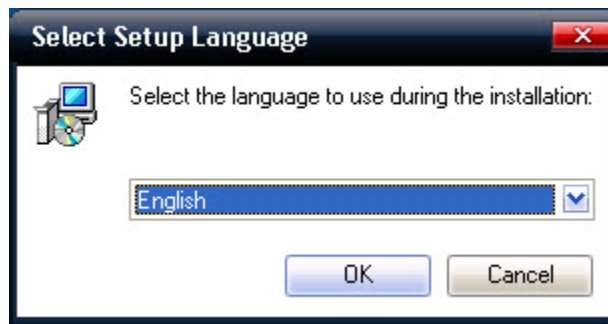 Select Setup Language
Select the language to use during the installation:
English
OK
Cancel